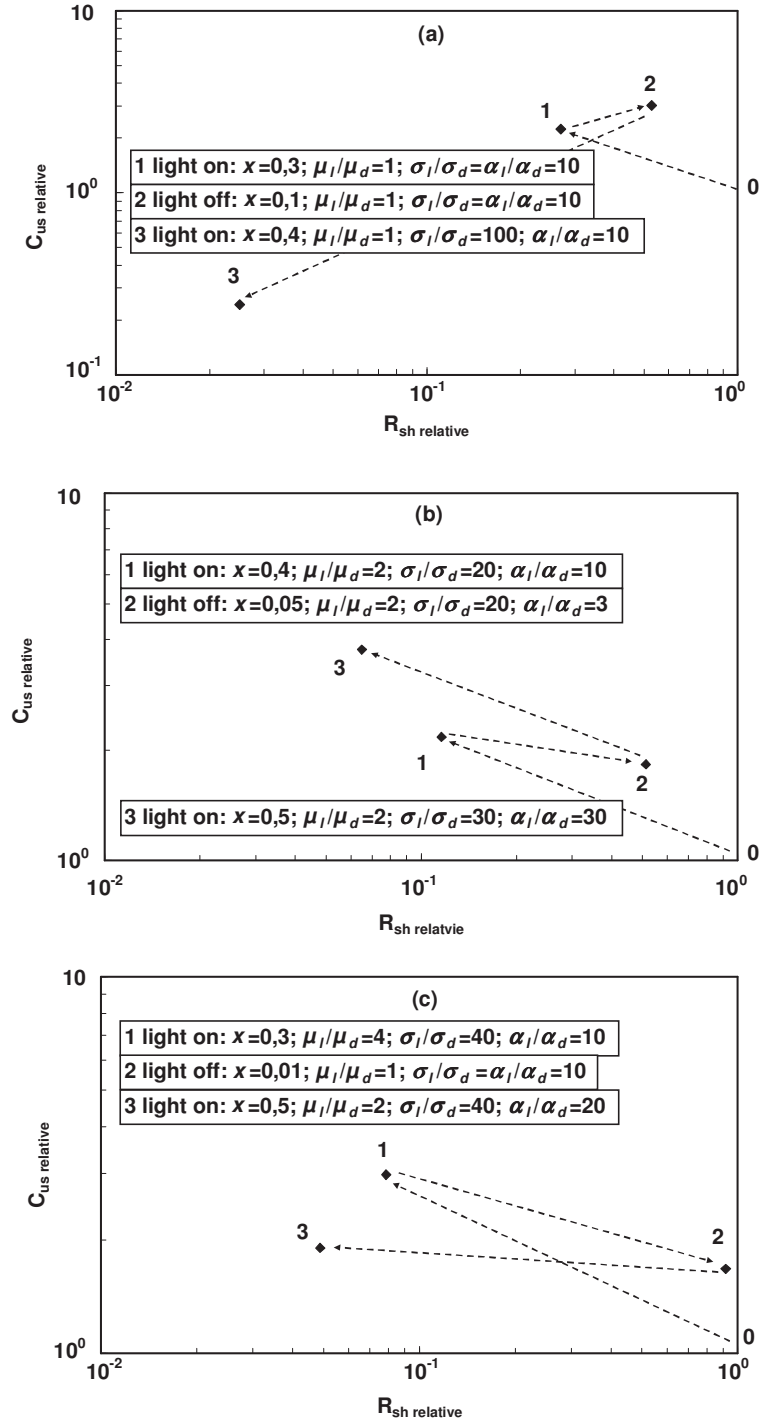 10
(a)
2
1
1 light on: x=0,3; μl/μd=1; σl/σd=αl/αd=10
10⁰
0
2 light off: x=0,1; μl/μd=1; σl/σd=αl/αd=10
3 light on: x=0,4; μl/μd=1; σl/σd=100; αl/αd=10
3
Cus relative
10⁻¹
10⁻²
10⁻¹
10⁰
Rsh relative
10
(b)
1 light on: x=0,4; μl/μd=2; σl/σd=20; αl/αd=10
2 light off: x=0,05; μl/μd=2; σl/σd=20; αl/αd=3
3
1
2
Cus relative
3 light on: x=0,5; μl/μd=2; σl/σd=30; αl/αd=30
0
10⁰
10⁻²
10⁻¹
10⁰
Rsh relatvie
10
(c)
1 light on: x=0,3; μl/μd=4; σl/σd=40; αl/αd=10
2 light off: x=0,01; μl/μd=1; σl/σd =αl/αd=10
3 light on: x=0,5; μl/μd=2; σl/σd=40; αl/αd=20
1
3
2
Cus relative
0
10⁰
10⁻²
10⁻¹
10⁰
Rsh relative